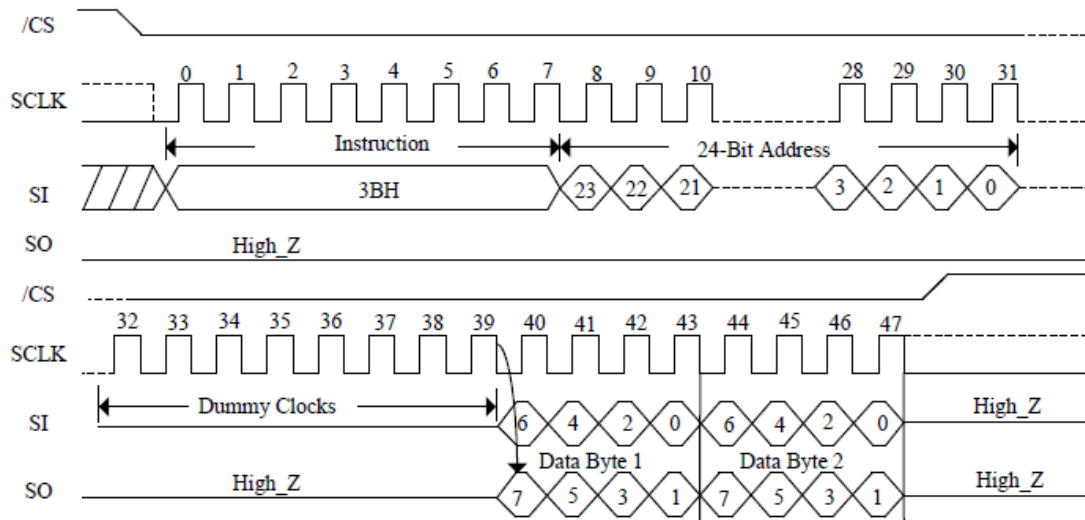 /CS
0 1 2 3 4 5 6 7 8 9 10 28 29 30 31
SCLK
Instruction 24-Bit Address
SI 3BH 23 22 21 3 2 1 0
SO High_Z
/CS
32 33 34 35 36 37 38 39 40 41 42 43 44 45 46 47
SCLK
Dummy Clocks
SI 6 4 2 0 6 4 2 0 High_Z
Data Byte 1 Data Byte 2
SO High_Z 7 5 3 1 7 5 3 1 High_Z